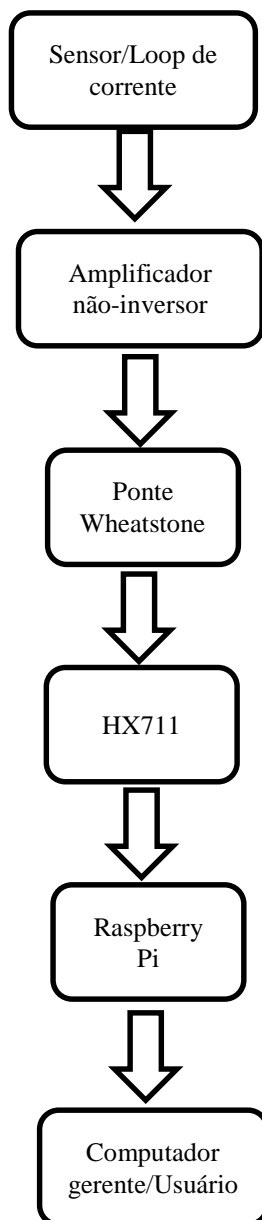 Sensor/Loop de
corrente
Amplificador
não-inversor
Ponte
Wheatstone
HX711
Raspberry
Pi
Computador
gerente/Usuário